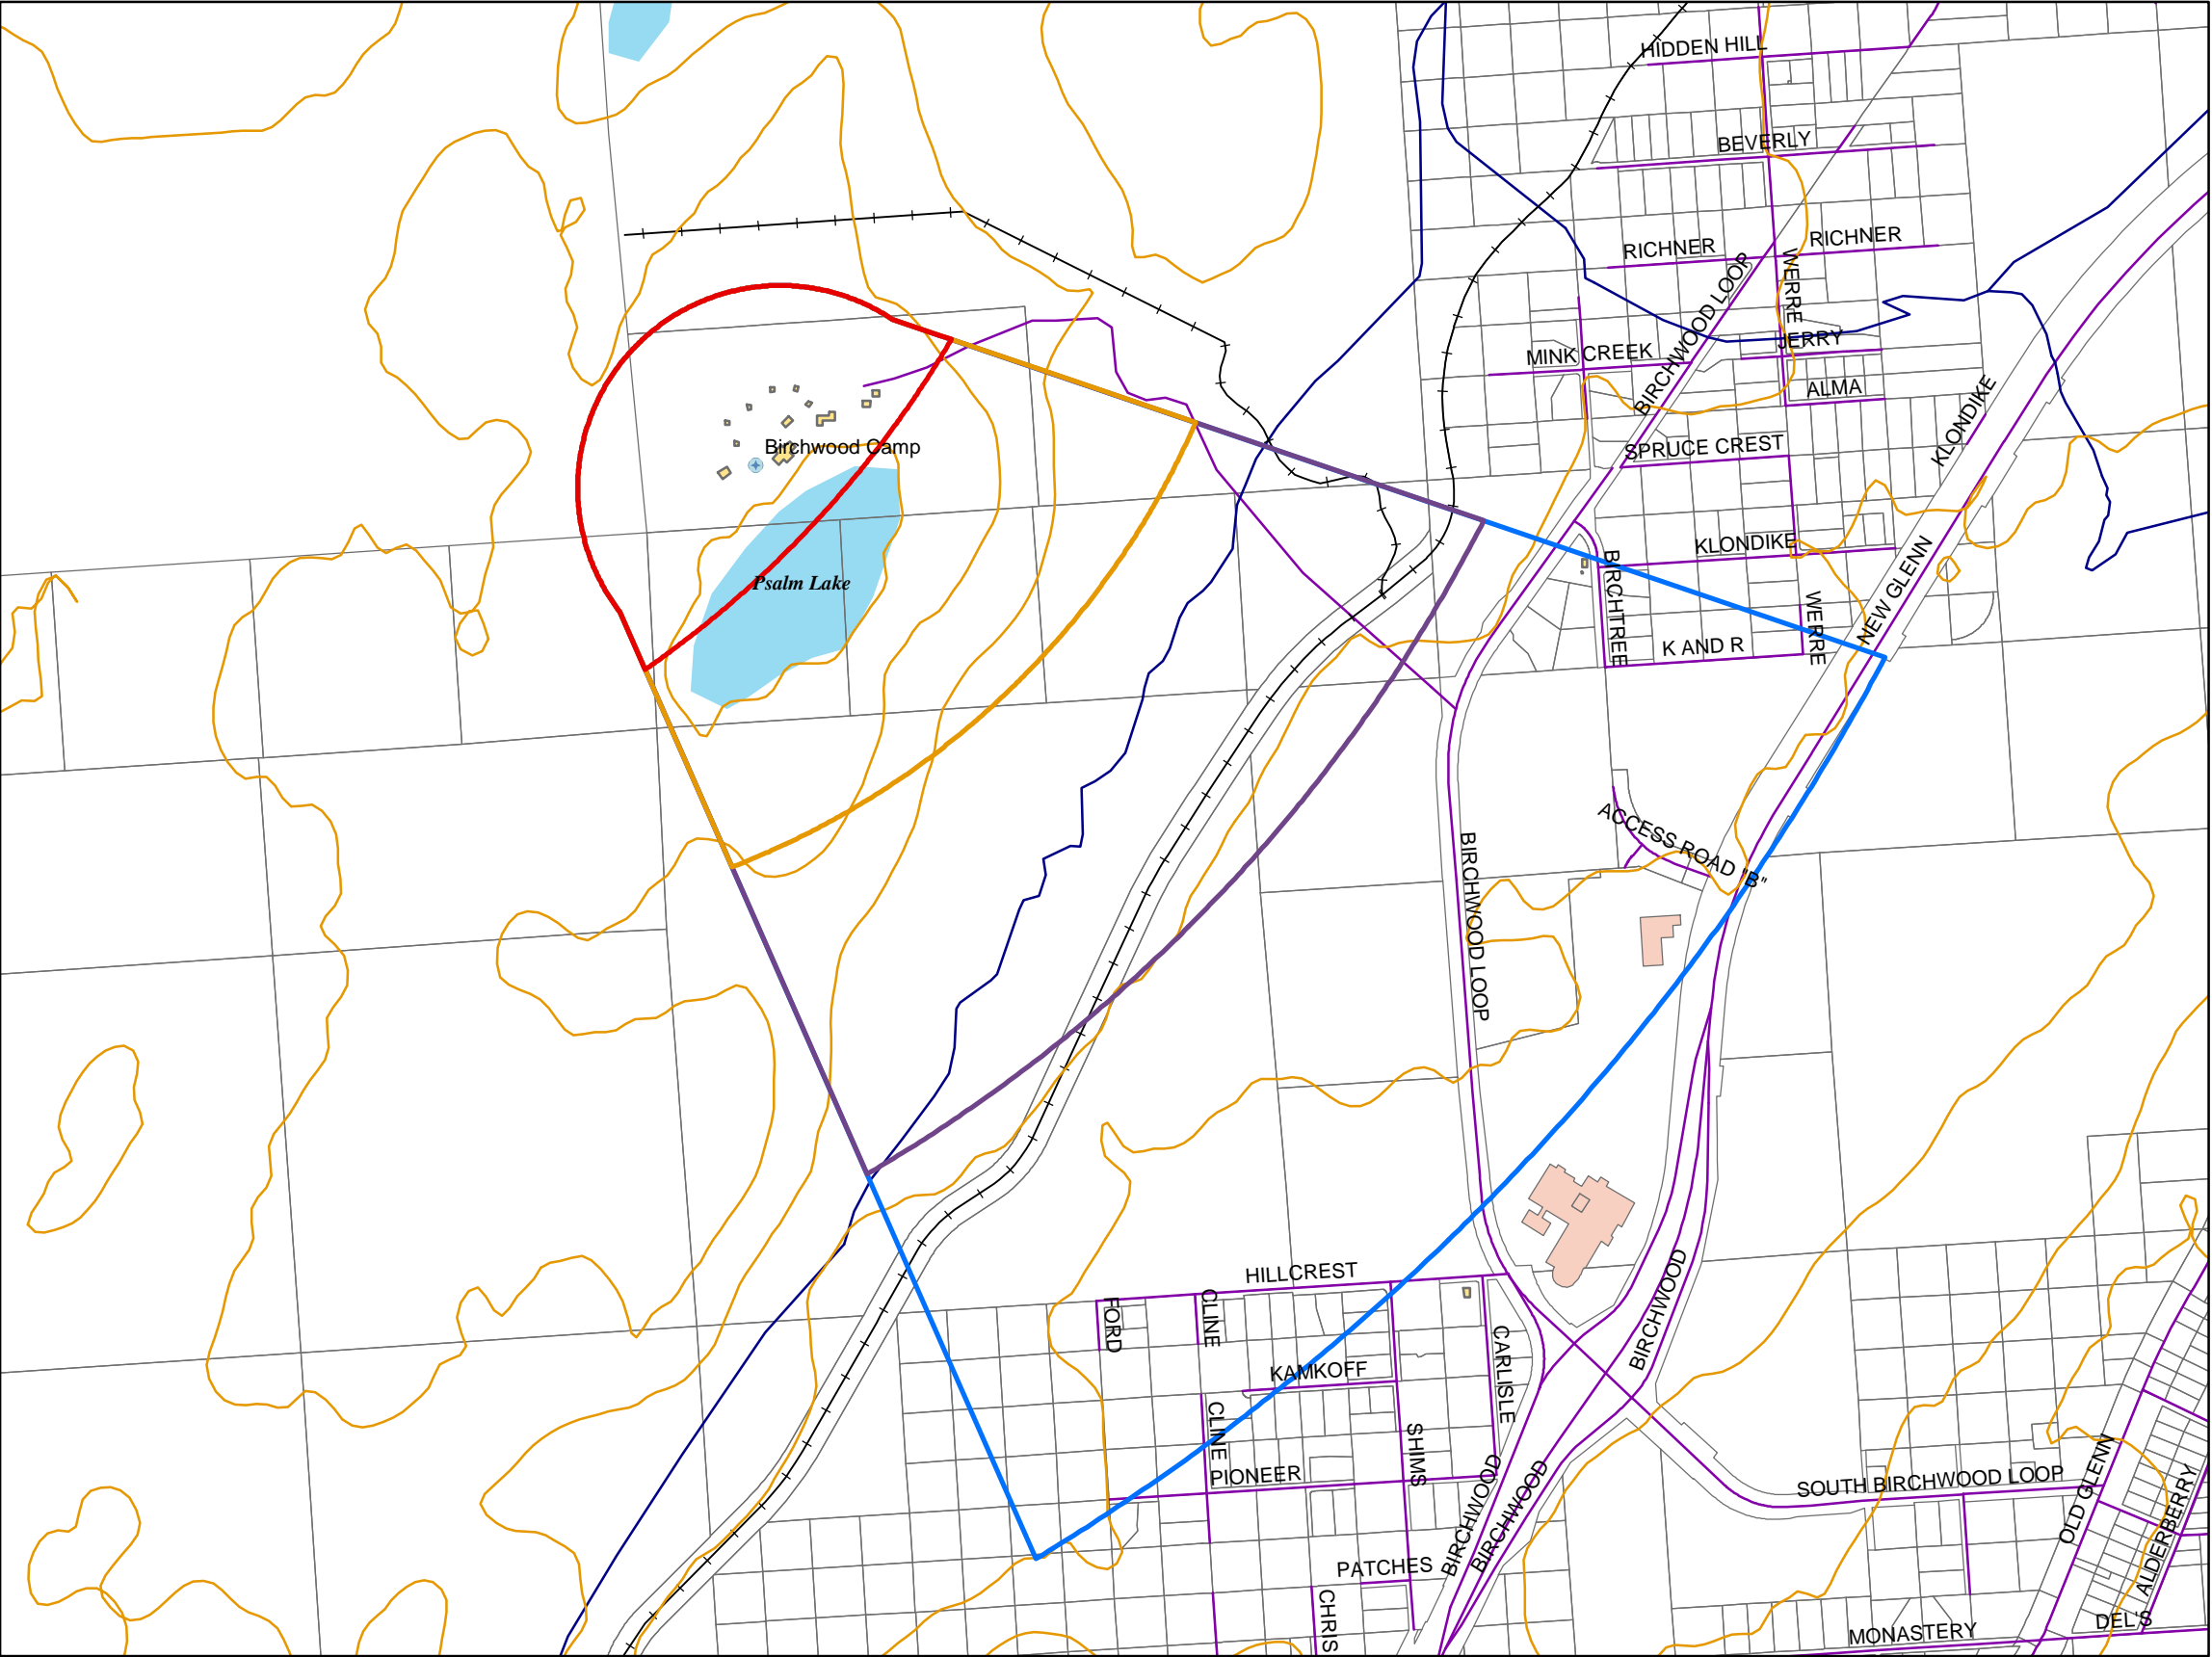 HIDDEN HILL
BEVERLY
RICHNER
RICHNER
WERRE
BIRCHWOOD LOOP
JERRY
MINK CREEK
ALMA
KLONDIKE
SPRUCE CREST
Birchwood Camp
KLONDIKE
NEW GLENN
BIRCHTREE
Psalm Lake
WERRE
K AND R
ACCESS ROAD "B"
BIRCHWOOD LOOP
HILLCREST
FORD
CLINE
BIRCHWOOD
CARLISLE
KAMKOFF
CLINE
SHIMS
PIONEER
BIRCHWOOD
BIRCHWOOD
SOUTH BIRCHWOOD LOOP
OLD GLENN
ALDERBERRY
PATCHES
CHRIS
MONASTERY
DEL'S